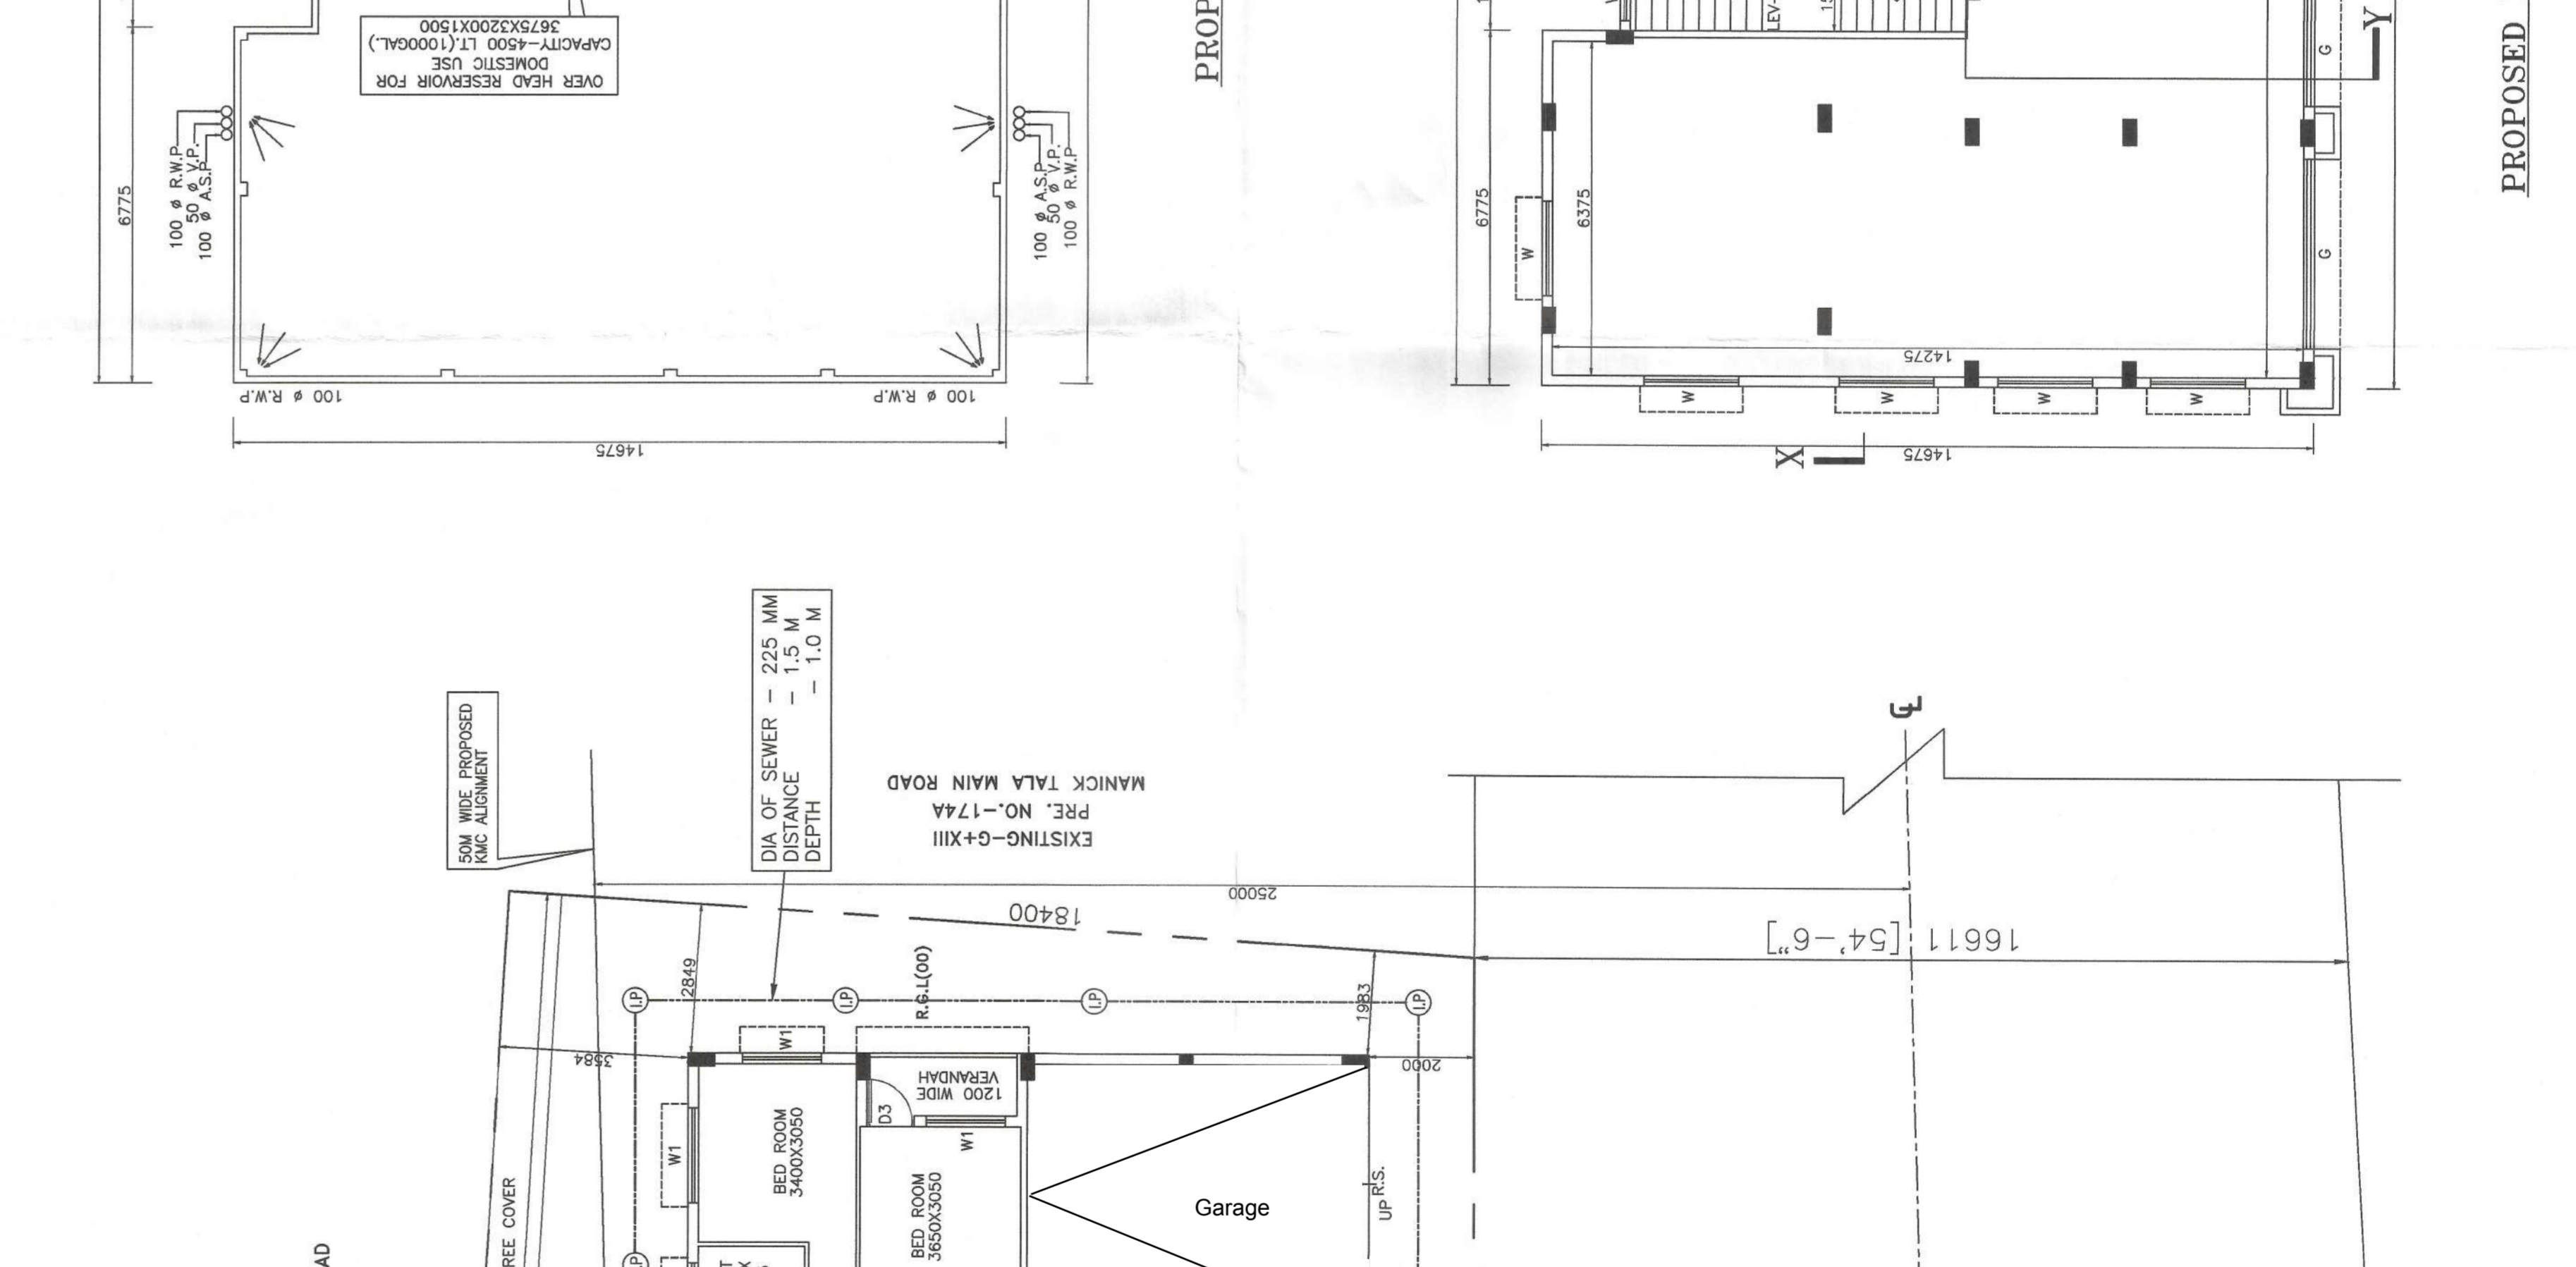 OVER HEAD RESERVOIR FOR
DOMESTIC USE
CAPACITY-4500 LT.(1000GAL.)
3675X3200X1500
6775
100 ø R.W.P
50 ø V.P.
100 ø A.S.P
100 ø A.S.P
50 ø V.P.
100 ø R.W.P
100 ø R.W.P
100 ø R.W.P
14675
PROP
LEV-
Y
PROPOSED
G
G
6775
6375
W
14275
W
W
W
W
X
14675
50M WIDE PROPOSED
KMC ALIGNMENT
DIA OF SEWER - 225 MM
DISTANCE - 1.5 M
DEPTH - 1.0 M
EXISTING-G+XIII
PRE. NO.-174A
MANICK TALA MAIN ROAD
25000
18400
16611 [54'-6"]
2849
R.G.L(00)
1983
I.P
I.P
I.P
I.P
3584
W1
1200 WIDE
VERANDAH
2000
D3
W1
W1
BED ROOM
3400X3050
BED ROOM
3650X3050
Garage
UP
R.S.
REE COVER
AD
I.P